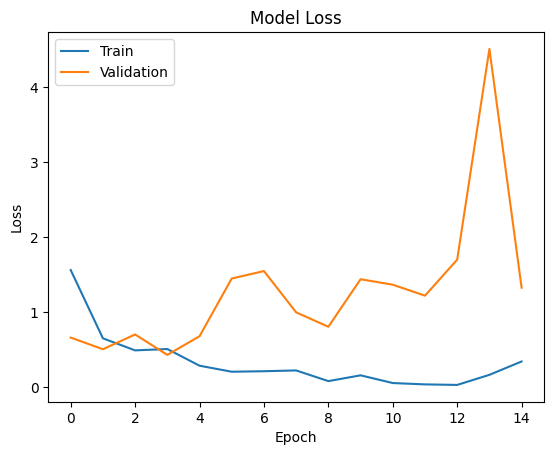 Model Loss
Train
Validation
4
3
2
1
0
Loss
0 2 4 6 8 10 12 14
Epoch